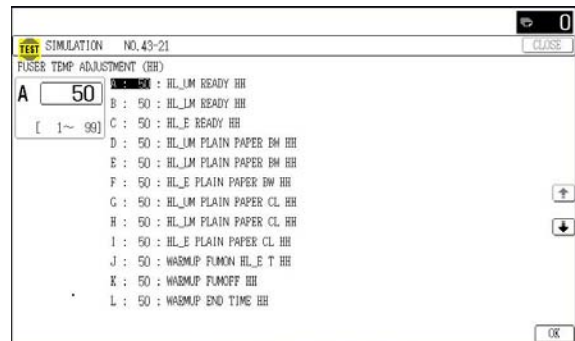 0
TEST SIMULATION NO. 43-21
CLOSE
FUSER TEMP ADJUSTMENT (HH)
A 50
[ 1~ 99]
A : 50 : HL_UM READY HH
B : 50 : HL_LM READY HH
C : 50 : HL_E READY HH
D : 50 : HL_UM PLAIN PAPER BW HH
E : 50 : HL_LM PLAIN PAPER BW HH
F : 50 : HL_E PLAIN PAPER BW HH
G : 50 : HL_UM PLAIN PAPER CL HH
H : 50 : HL_LM PLAIN PAPER CL HH
I : 50 : HL_E PLAIN PAPER CL HH
J : 50 : WARMUP FUMON HL_E T HH
K : 50 : WARMUP FUMOFF HH
L : 50 : WARMUP END TIME HH
OK